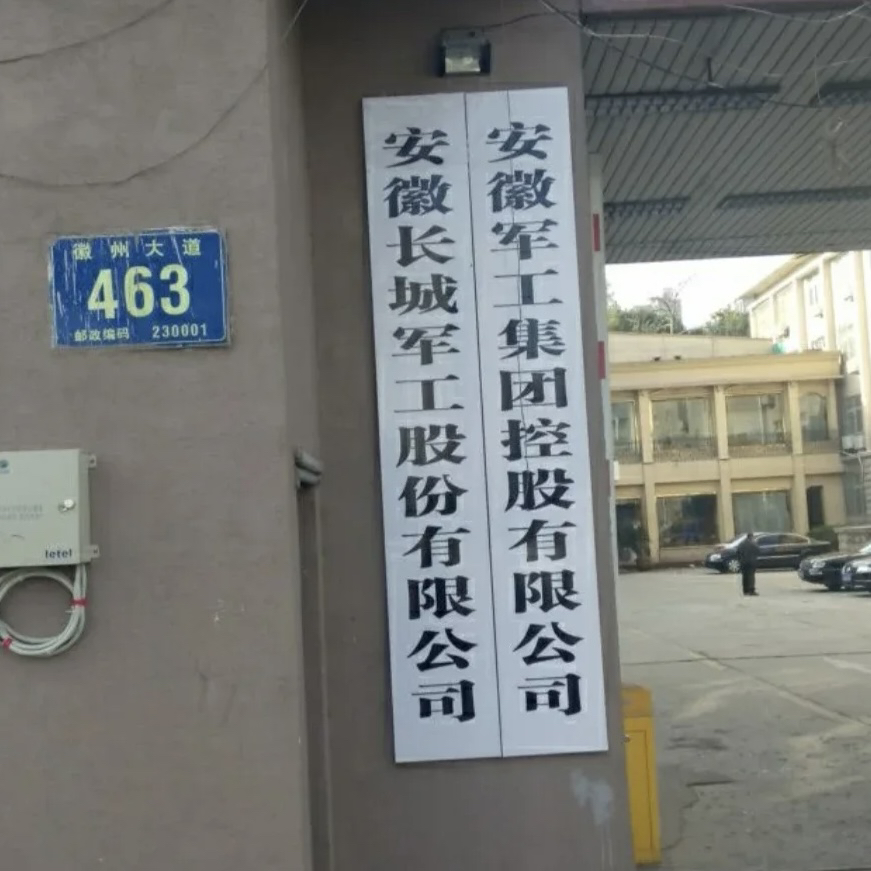 徽州大道
463
邮政编码 230001
安徽长城军工股份有限公司
安徽军工集团控股有限公司
letel